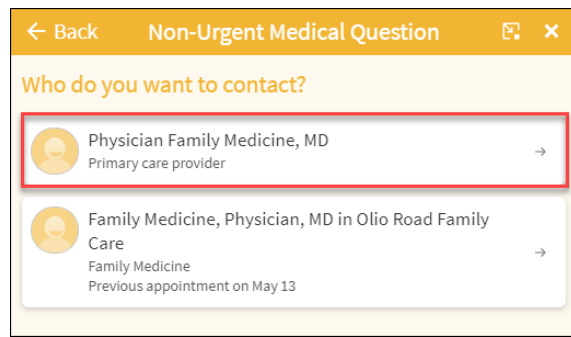 Back Non-Urgent Medical Question
Who do you want to contact?
Physician Family Medicine, MD
Primary care provider
Family Medicine, Physician, MD in Olio Road Family
Care
Family Medicine
Previous appointment on May 13